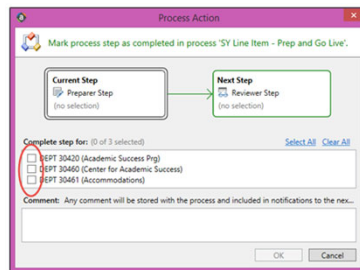 Process Action
Mark process step as completed in process 'SY Line Item - Prep and Go Live'.
Current Step
Preparer Step
(no selection)
Next Step
Reviewer Step
(no selection)
Complete step for: (0 of 3 selected) Select All Clear All
DEPT 30420 (Academic Success Prg)
DEPT 30460 (Center for Academic Success)
DEPT 30461 (Accommodations)
Comment: Any comment will be stored with the process and included in notifications to the nex...
OK Cancel